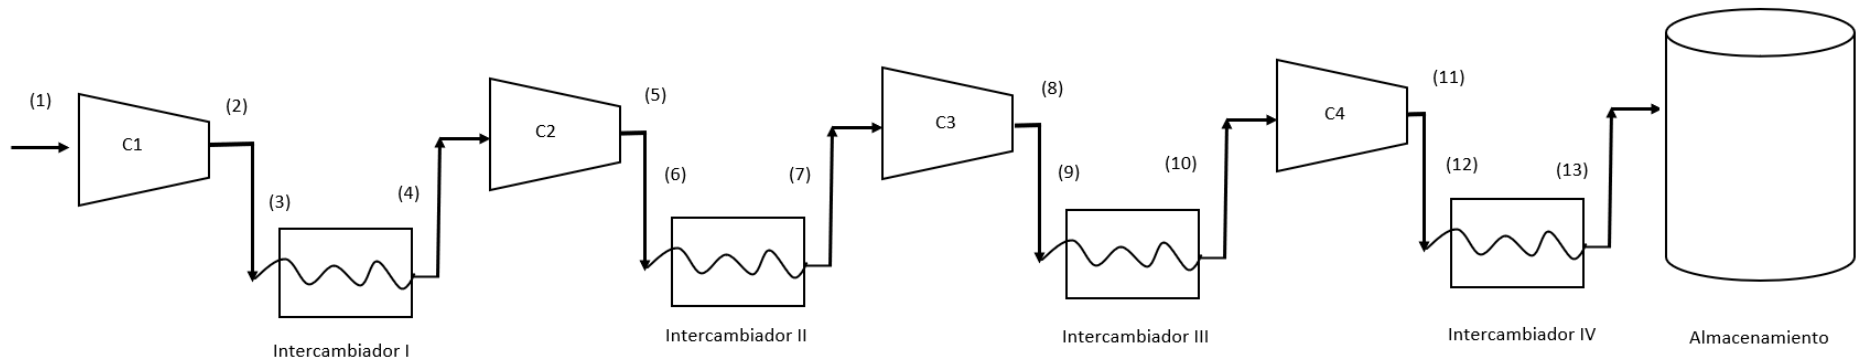 (1)
C1
(2)
(3)
Intercambiador I
(4)
C2
(5)
(6)
Intercambiador II
(7)
C3
(8)
(9)
Intercambiador III
(10)
C4
(11)
(12)
Intercambiador IV
(13)
Almacenamiento